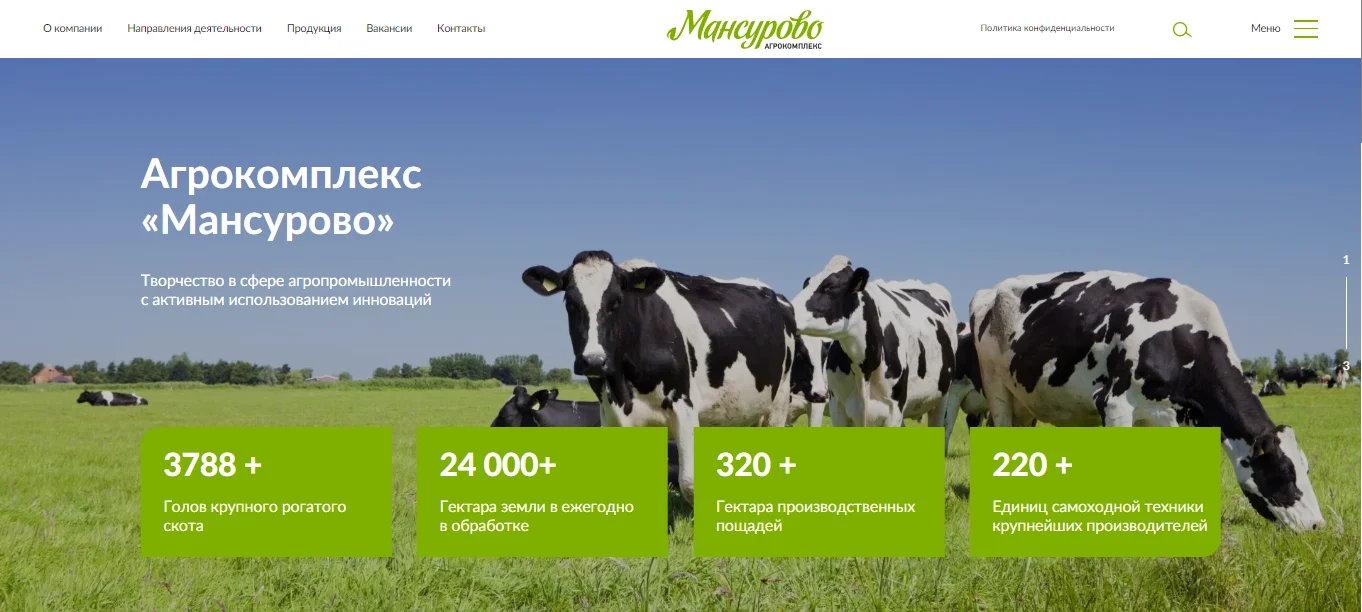 О компании Направления деятельности Продукция Вакансии Контакты
Мансурово
АГРОКОМПЛЕКС
Политика конфиденциальности
Меню
Агрокомплекс
«Мансурово»
Творчество в сфере агропромышленности
с активным использованием инноваций
1
3
3788 +
Голов крупного рогатого
скота
24 000+
Гектара земли в ежегодно
в обработке
320 +
Гектара производственных
пощадей
220 +
Единиц самоходной техники
крупнейших производителей